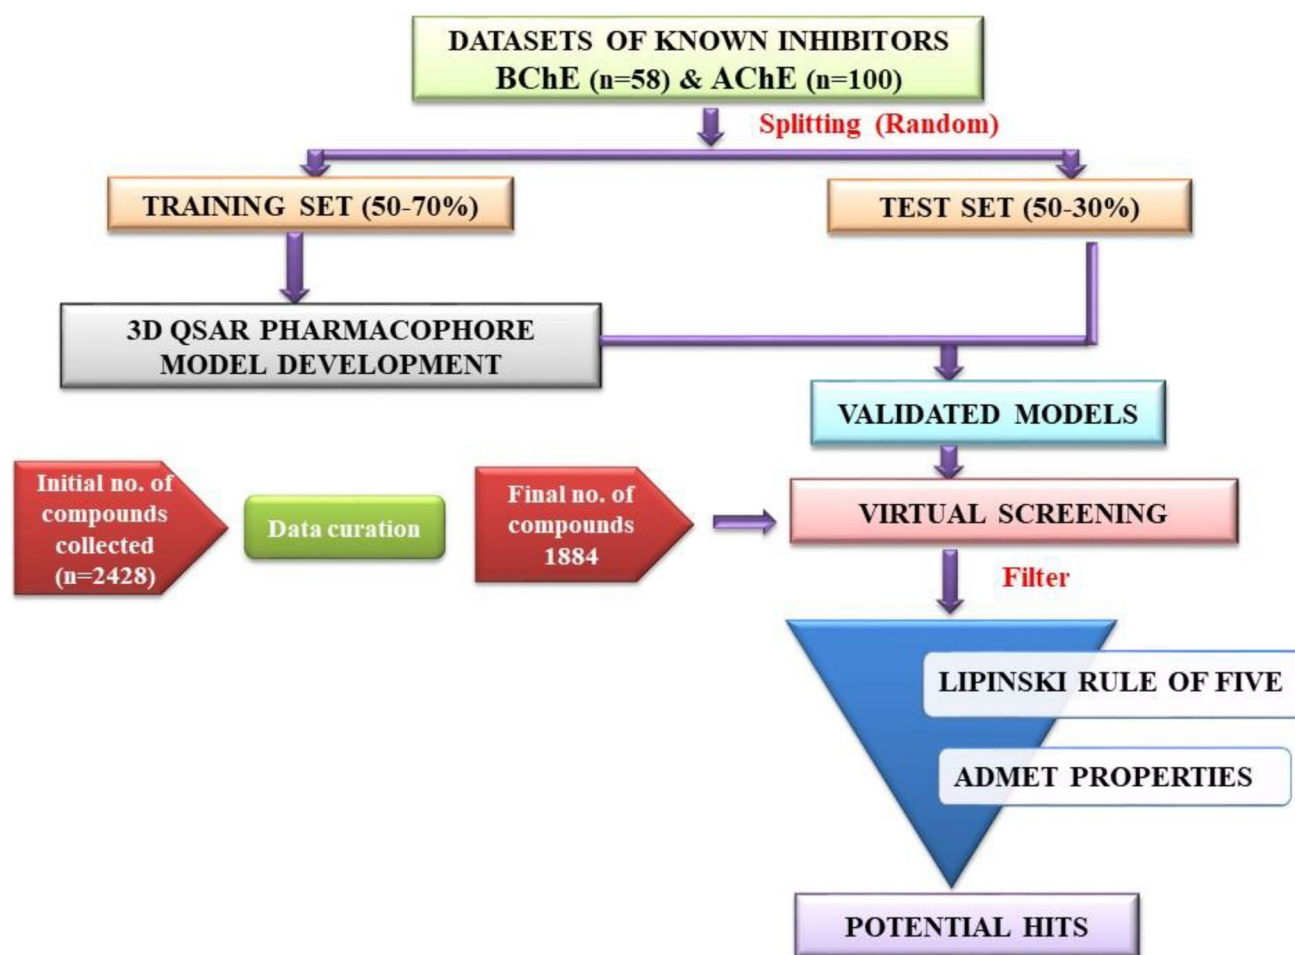 DATASETS OF KNOWN INHIBITORS
BChE (n=58) & AChE (n=100)
Splitting (Random)
TRAINING SET (50-70%)
TEST SET (50-30%)
3D QSAR PHARMACOPHORE
MODEL DEVELOPMENT
VALIDATED MODELS
Initial no. of
compounds
collected
(n=2428)
Data curation
Final no. of
compounds
1884
VIRTUAL SCREENING
Filter
LIPINSKI RULE OF FIVE
ADMET PROPERTIES
POTENTIAL HITS